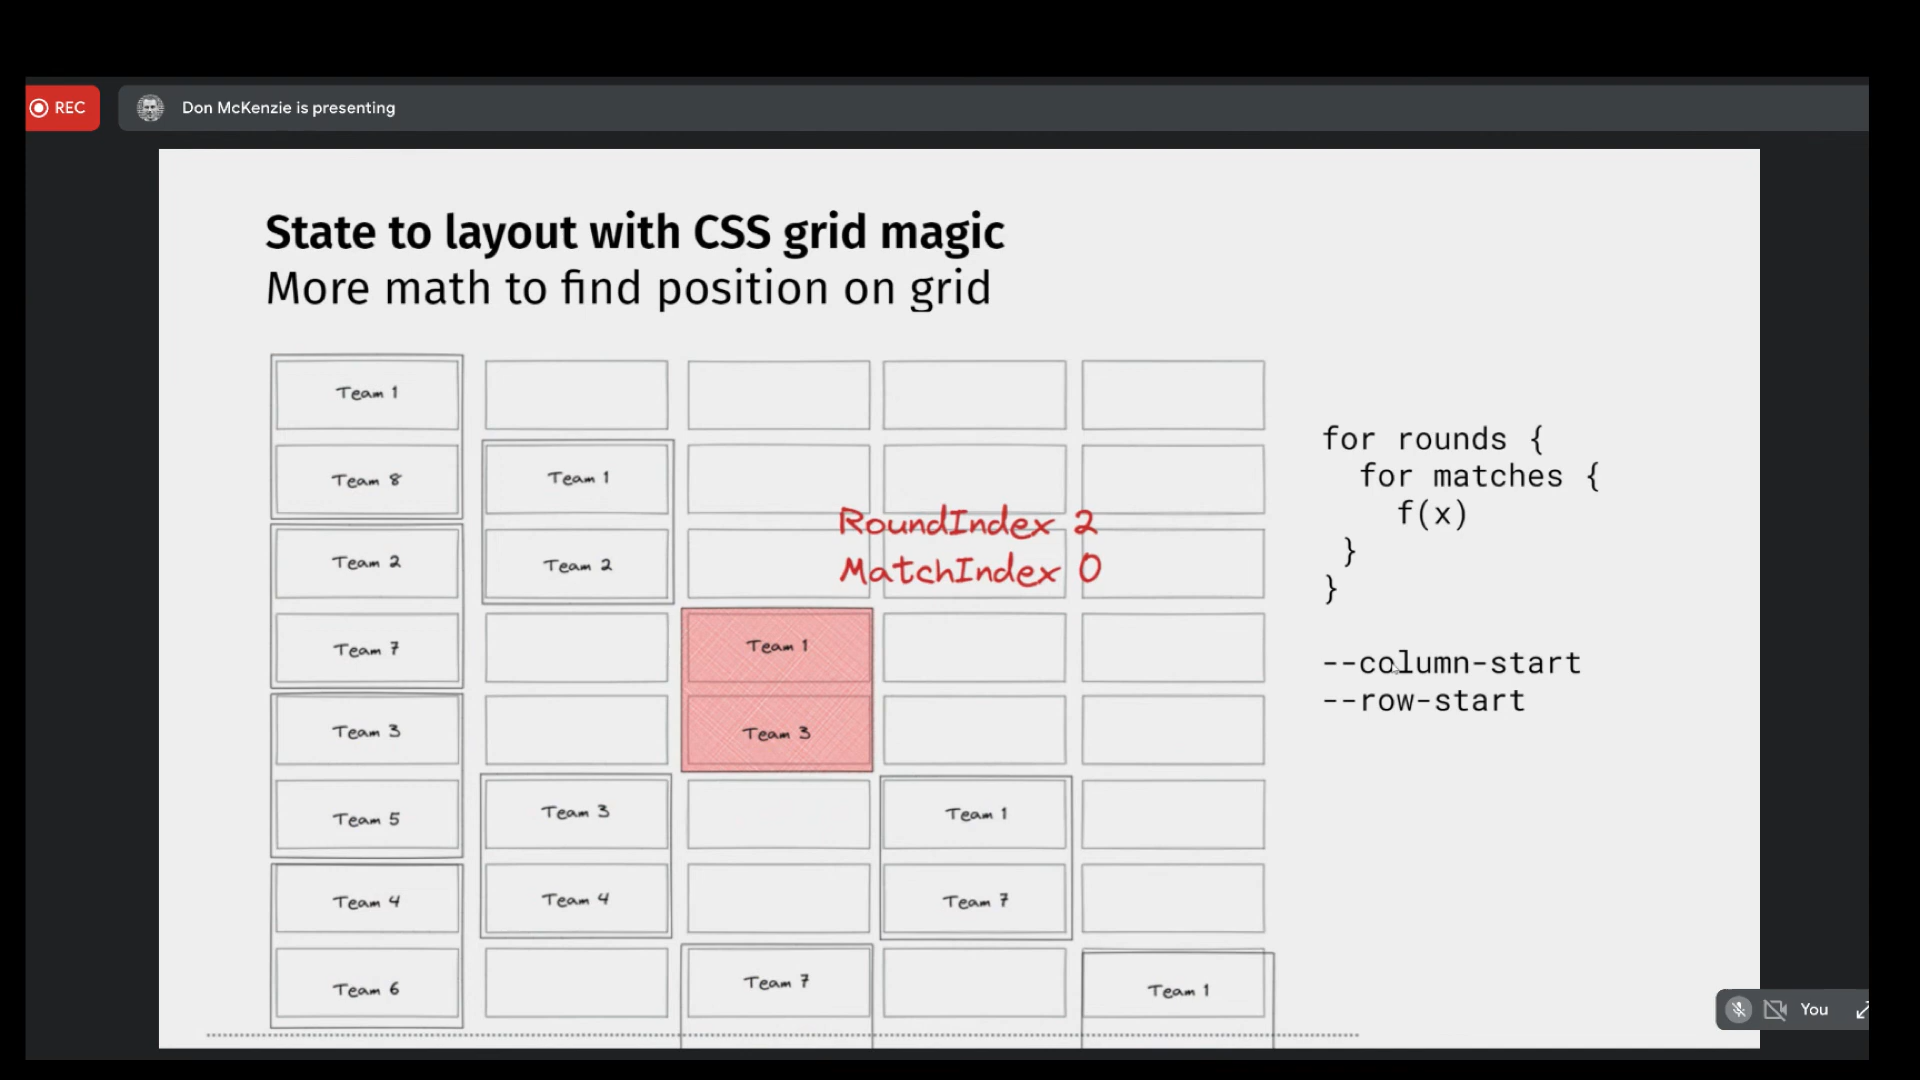 REC
Don McKenzie is presenting
State to layout with CSS grid magic
More math to find position on grid
Team 1
Team 8
Team 2
Team 7
Team 3
Team 5
Team 4
Team 6
Team 1
Team 2
Team 3
Team 4
RoundIndex 2
MatchIndex 0
Team 1
Team 3
Team 7
Team 1
Team 7
Team 1
for rounds {
for matches {
f(x)
}
}
--column-start
--row-start
You